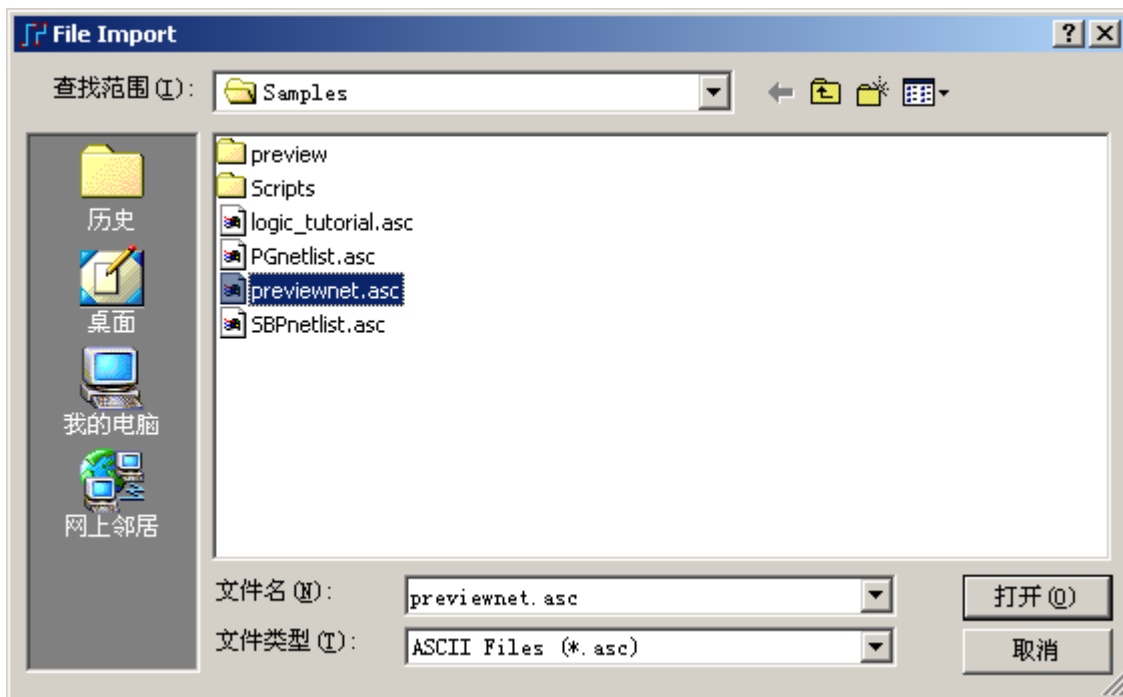 File Import
查找范围(I):
Samples
历史
桌面
我的电脑
网上邻居
preview
Scripts
logic_tutorial.asc
PGnetlist.asc
previewnet.asc
SBPnetlist.asc
文件名(N):
previewnet.asc
打开(O)
文件类型(T):
ASCII Files (*.asc)
取消